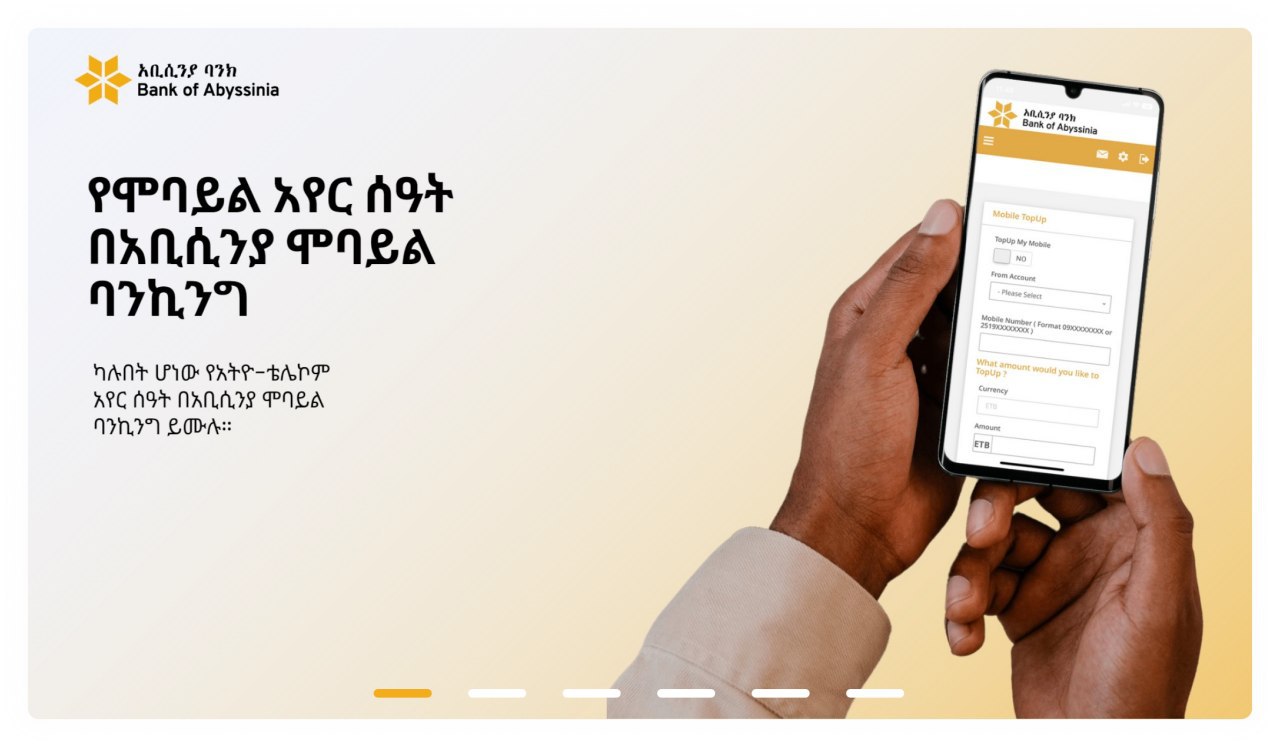 አቢሲንያ ባንክ
Bank of Abyssinia
የሞባይል አየር ሰዓት
በአቢሲንያ ሞባይል
ባንኪንግ
ካሉበት ሆነው የኢትዮ-ቴሌኮም
አየር ሰዓት በአቢሲንያ ሞባይል
ባንኪንግ ይሙሉ።
አቢሲንያ ባንክ
Bank of Abyssinia
Mobile TopUp
TopUp My Mobile
NO
From Account
- Please Select
Mobile Number ( Format 09XXXXXXXX or
2519XXXXXXXX )
What amount would you like to
TopUp ?
Currency
ETB
Amount
ETB